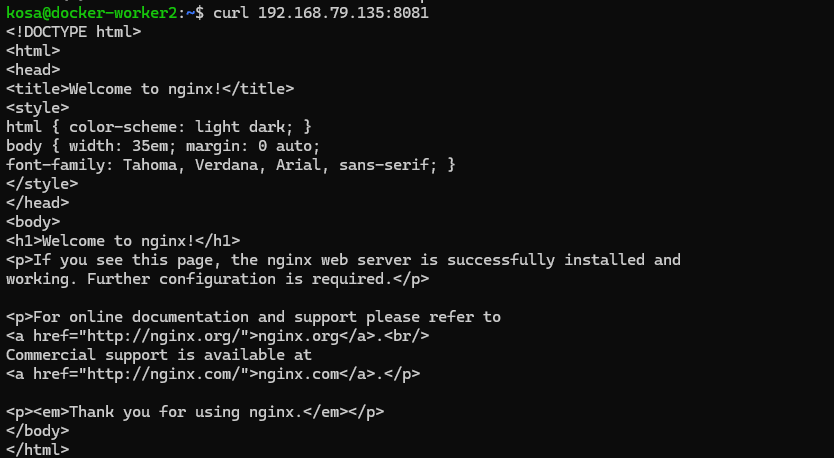 kosa@docker-worker2:~$ curl 192.168.79.135:8081
<!DOCTYPE html>
<html>
<head>
<title>Welcome to nginx!</title>
<style>
html { color-scheme: light dark; }
body { width: 35em; margin: 0 auto;
font-family: Tahoma, Verdana, Arial, sans-serif; }
</style>
</head>
<body>
<h1>Welcome to nginx!</h1>
<p>If you see this page, the nginx web server is successfully installed and
working. Further configuration is required.</p>

<p>For online documentation and support please refer to
<a href="http://nginx.org/">nginx.org</a>.<br/>
Commercial support is available at
<a href="http://nginx.com/">nginx.com</a>.</p>

<p><em>Thank you for using nginx.</em></p>
</body>
</html>